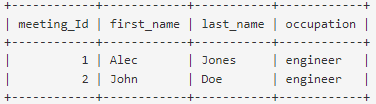 +------------+------------+-----------+------------+
| meeting_Id | first_name | last_name | occupation |
+------------+------------+-----------+------------+
|          1 | Alec       | Jones     | engineer   |
|          2 | John       | Doe       | engineer   |
+------------+------------+-----------+------------+